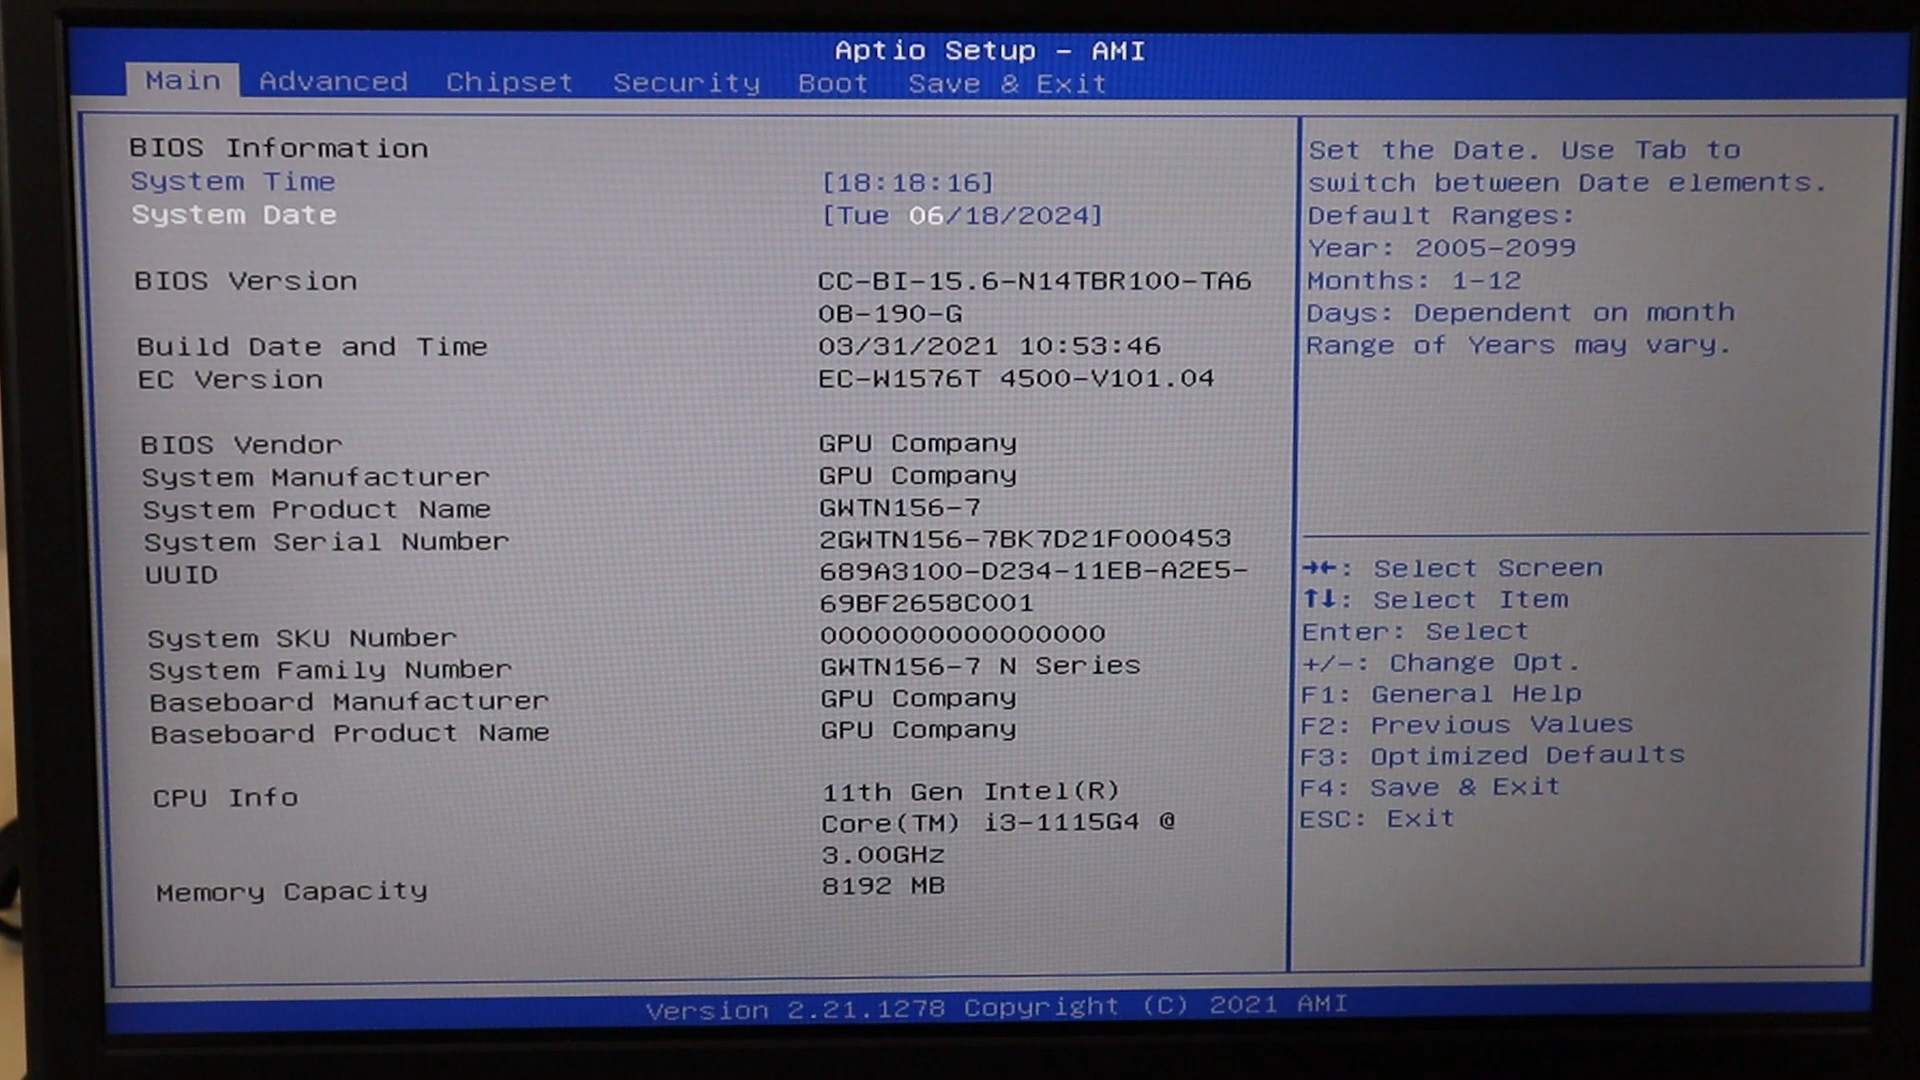 Aptio Setup - AMI
Main Advanced Chipset Security Boot Save & Exit
BIOS Information
System Time [18:18:16]
System Date [Tue 06/18/2024]
BIOS Version CC-BI-15.6-N14TBR100-TA6
0B-190-G
Build Date and Time 03/31/2021 10:53:46
EC Version EC-W1576T 4500-V101.04
BIOS Vendor GPU Company
System Manufacturer GPU Company
System Product Name GWTN156-7
System Serial Number 2GWTN156-7BK7D21F000453
UUID 689A3100-D234-11EB-A2E5-
69BF2658C001
System SKU Number 0000000000000000
System Family Number GWTN156-7 N Series
Baseboard Manufacturer GPU Company
Baseboard Product Name GPU Company
CPU Info 11th Gen Intel(R)
Core(TM) i3-1115G4 @
3.00GHz
Memory Capacity 8192 MB
Set the Date. Use Tab to
switch between Date elements.
Default Ranges:
Year: 2005-2099
Months: 1-12
Days: Dependent on month
Range of Years may vary.
→←: Select Screen
↑↓: Select Item
Enter: Select
+/-: Change Opt.
F1: General Help
F2: Previous Values
F3: Optimized Defaults
F4: Save & Exit
ESC: Exit
Version 2.21.1278 Copyright (C) 2021 AMI